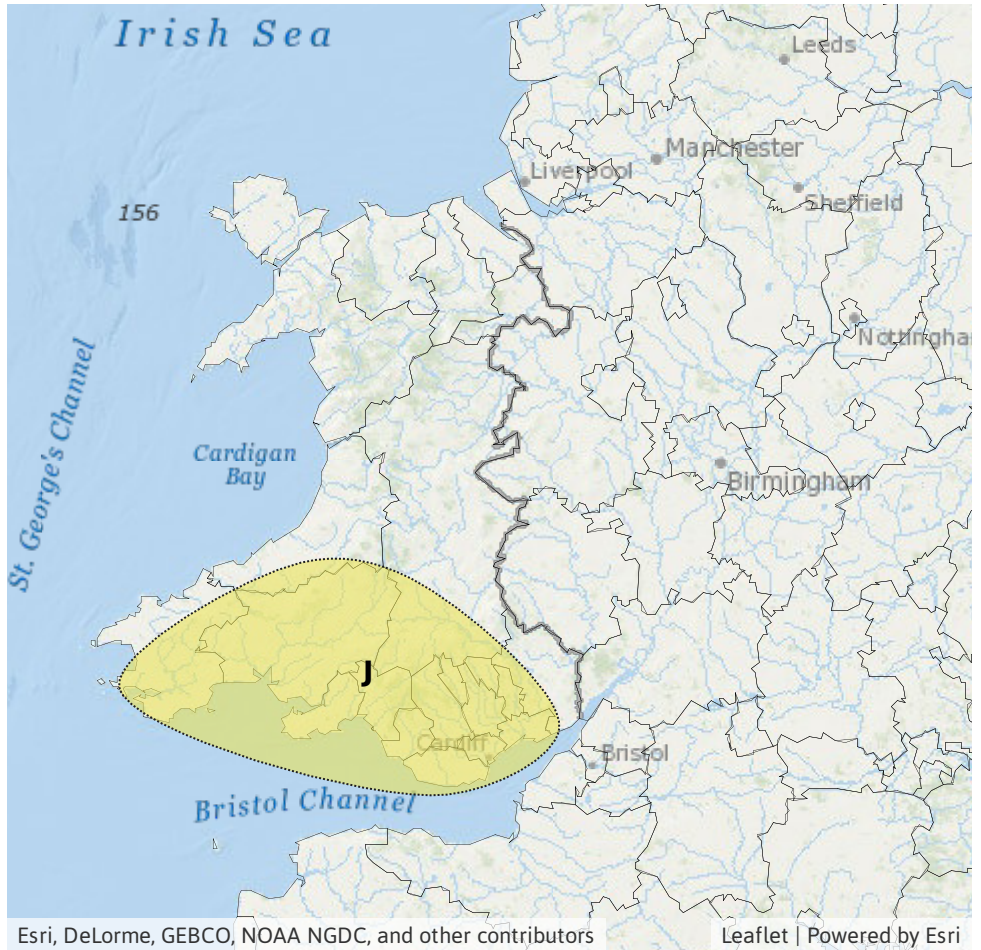 Irish Sea
Leeds
Manchester
Liverpool
Sheffield
156
Nottingha
St. George's Channel
Cardigan
Bay
Birmingham
J
Cardiff
Bristol
Bristol Channel
Esri, DeLorme, GEBCO, NOAA NGDC, and other contributors
Leaflet | Powered by Esri